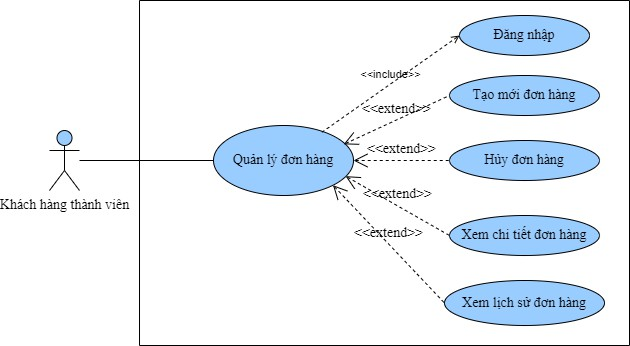 Đăng nhập
<<include>>
Tạo mới đơn hàng
<<extend>>
Quản lý đơn hàng
<<extend>>
Hủy đơn hàng
Khách hàng thành viên
<<extend>>
Xem chi tiết đơn hàng
<<extend>>
Xem lịch sử đơn hàng